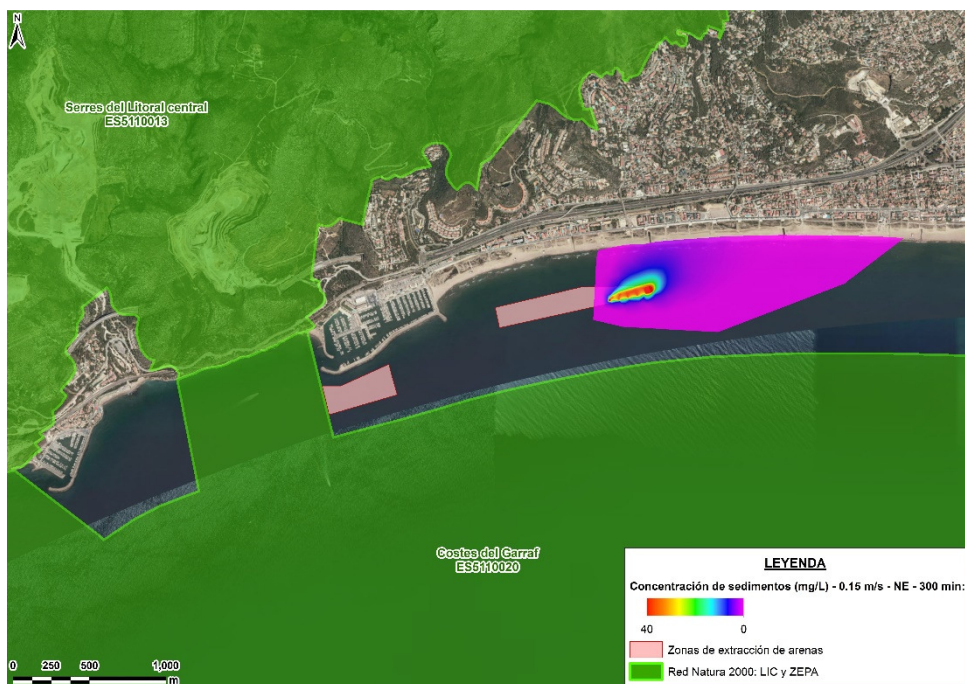 N
Serres del Litoral central
ES5110013
Costes del Garraf
ES5110020
LEYENDA
Concentración de sedimentos (mg/L) - 0.15 m/s - NE - 300 min:
40 0
Zonas de extracción de arenas
Red Natura 2000: LIC y ZEPA
0 250 500 1,000
m